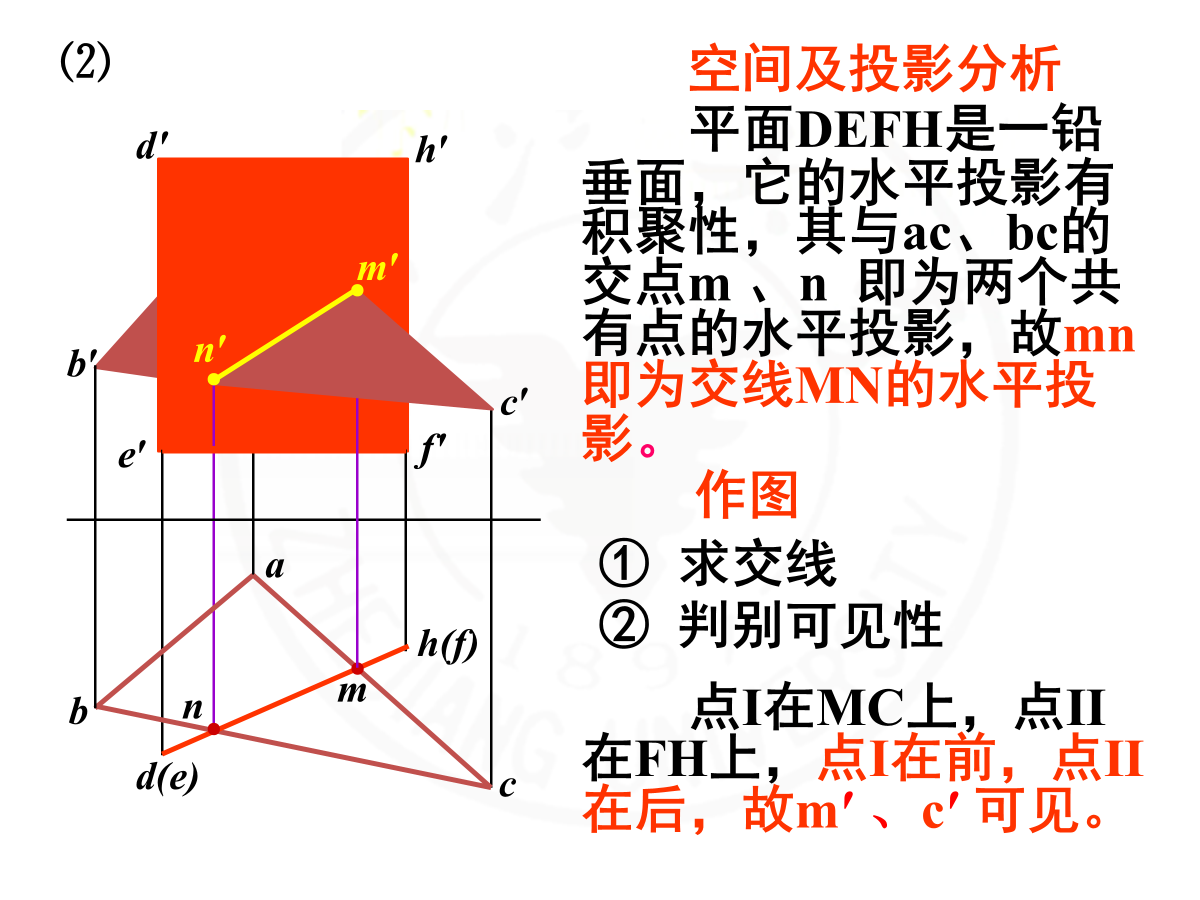 (2)
空间及投影分析
平面DEFH是一铅
垂面，它的水平投影有
积聚性，其与ac、bc的
交点m 、n 即为两个共
有点的水平投影，故mn
即为交线MN的水平投
影。
作图
① 求交线
② 判别可见性
点I在MC上，点II
在FH上，点I在前，点II
在后，故m′ 、c′ 可见。
d′
h′
m′
n′
b′
c′
e′
f′
a
h(f)
m
n
b
d(e)
c